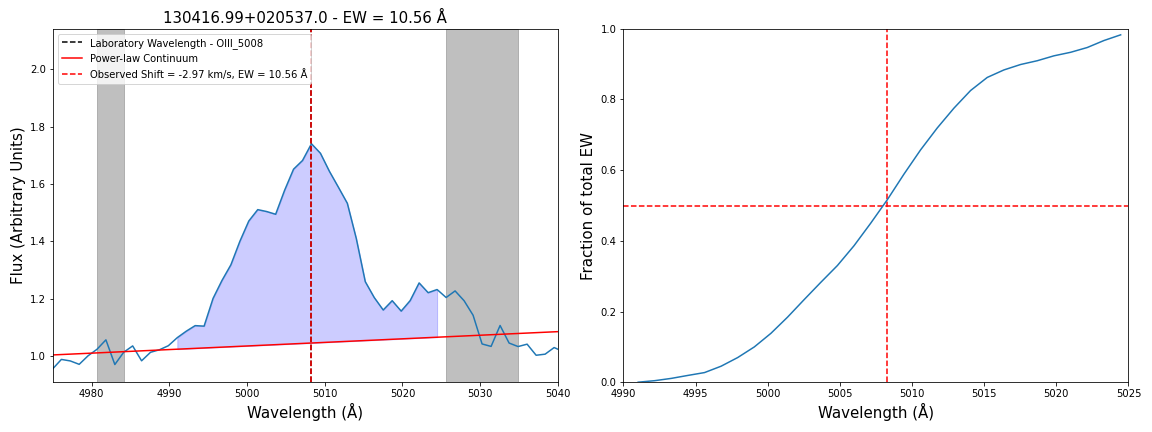 130416.99+020537.0 - EW = 10.56 Å
Laboratory Wavelength - OIII_5008
Power-law Continuum
Observed Shift = -2.97 km/s, EW = 10.56 Å
Flux (Arbitrary Units)
2.0
1.8
1.6
1.4
1.2
1.0
4980 4990 5000 5010 5020 5030 5040
Wavelength (Å)
Fraction of total EW
1.0
0.8
0.6
0.4
0.2
0.0
4990 4995 5000 5005 5010 5015 5020 5025
Wavelength (Å)